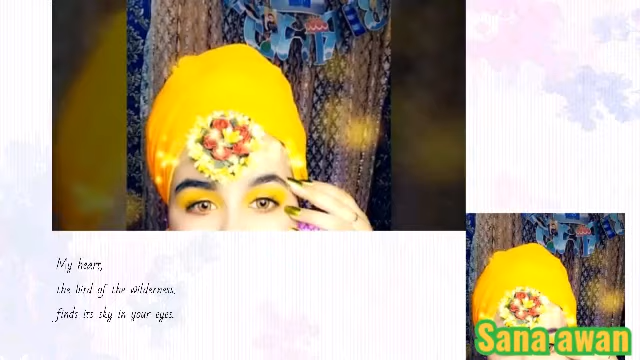 My heart,
the bird of the wilderness,
finds its sky in your eyes.
Sana awan